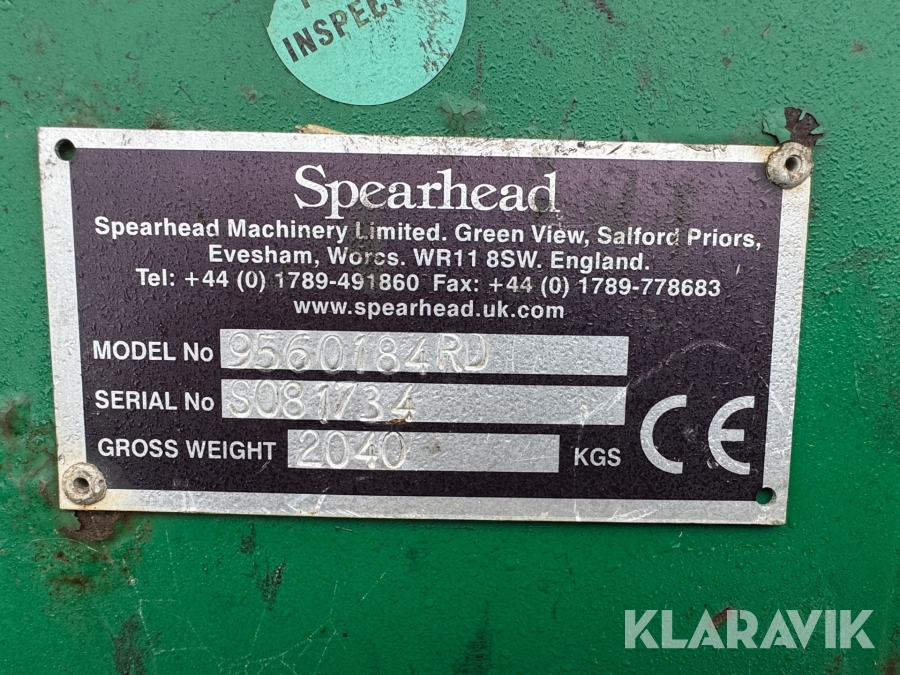 INSPECT
Spearhead
Spearhead Machinery Limited. Green View, Salford Priors,
Evesham, Worcs. WR11 8SW. England.
Tel: +44 (0) 1789-491860 Fax: +44 (0) 1789-778683
www.spearhead.uk.com
MODEL No 9560184RJ
SERIAL No S081734
GROSS WEIGHT 2040 KGS
CE
KLARAVIK